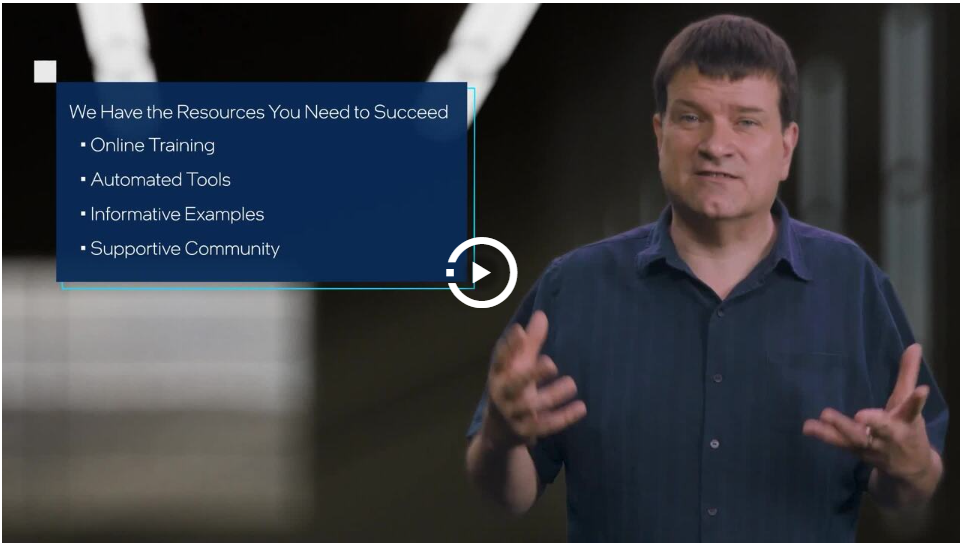 We Have the Resources You Need to Succeed
▪ Online Training
▪ Automated Tools
▪ Informative Examples
▪ Supportive Community